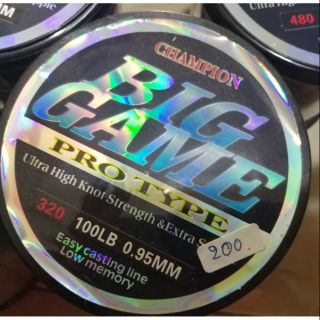 CHAMPION
BIG
GAME
PRO TYPE
Ultra High Knot Strength &Extra S
320
100LB 0.95MM
Easy casting line
Low memory
200.
480